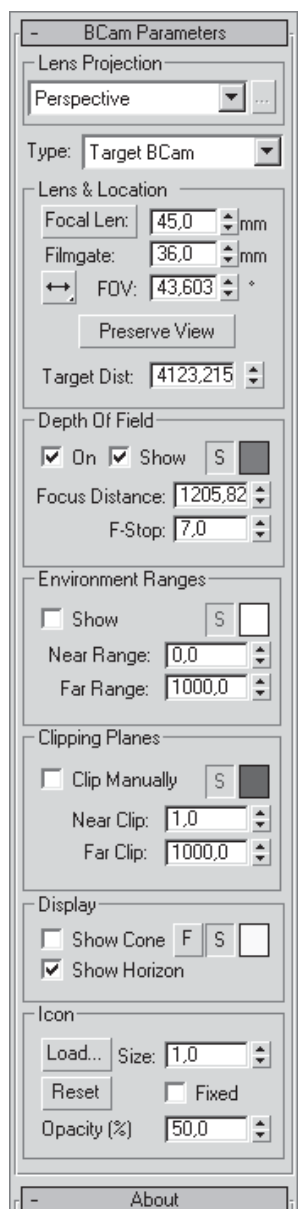 - BCam Parameters
Lens Projection
Perspective ...
Type: Target BCam
Lens & Location
Focal Len: 45,0 mm
Filmgate: 36,0 mm
FOV: 43,603 °
Preserve View
Target Dist: 4123,215
Depth Of Field
On Show S
Focus Distance: 1205,82
F-Stop: 7,0
Environment Ranges
Show S
Near Range: 0,0
Far Range: 1000,0
Clipping Planes
Clip Manually S
Near Clip: 1,0
Far Clip: 1000,0
Display
Show Cone F S
Show Horizon
Icon
Load... Size: 1,0
Reset Fixed
Opacity (%) 50,0
- About